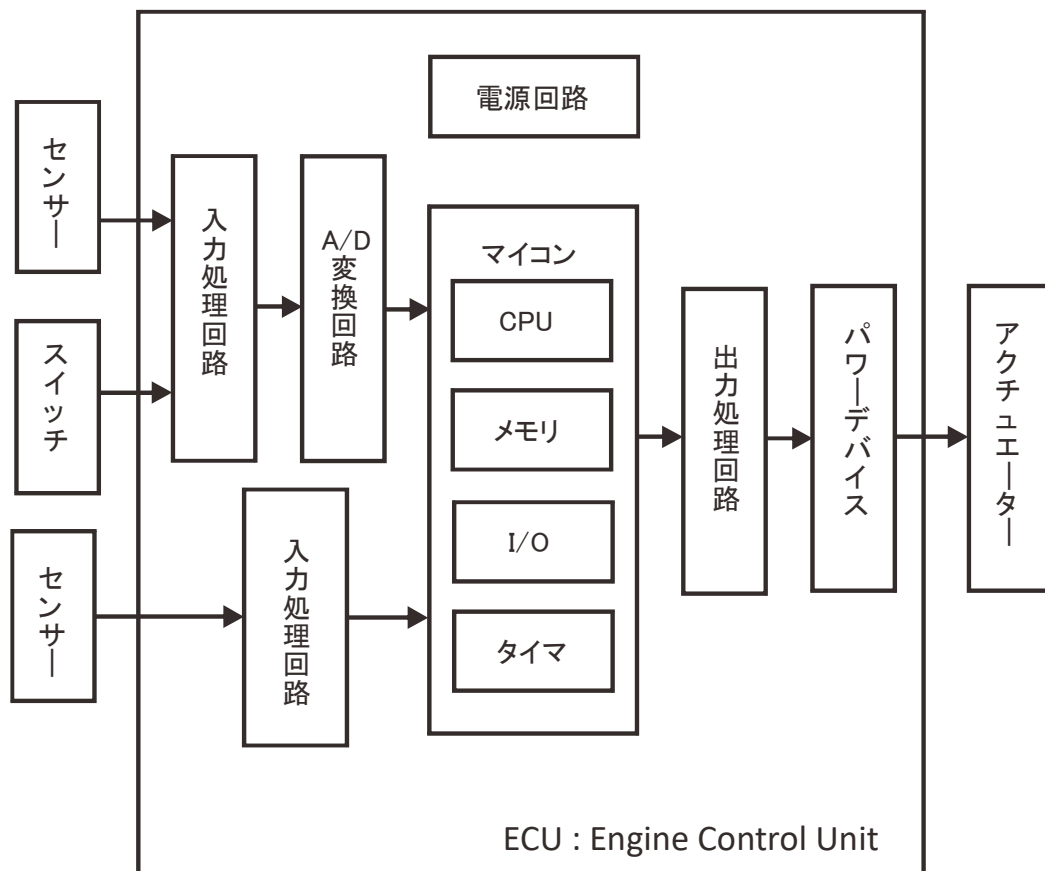 電源回路
センサー
スイッチ
センサー
入力処理回路
A/D
変換回路
入力処理回路
マイコン
CPU
メモリ
I/O
タイマ
出力処理回路
パワーデバイス
アクチュエーター
ECU : Engine Control Unit